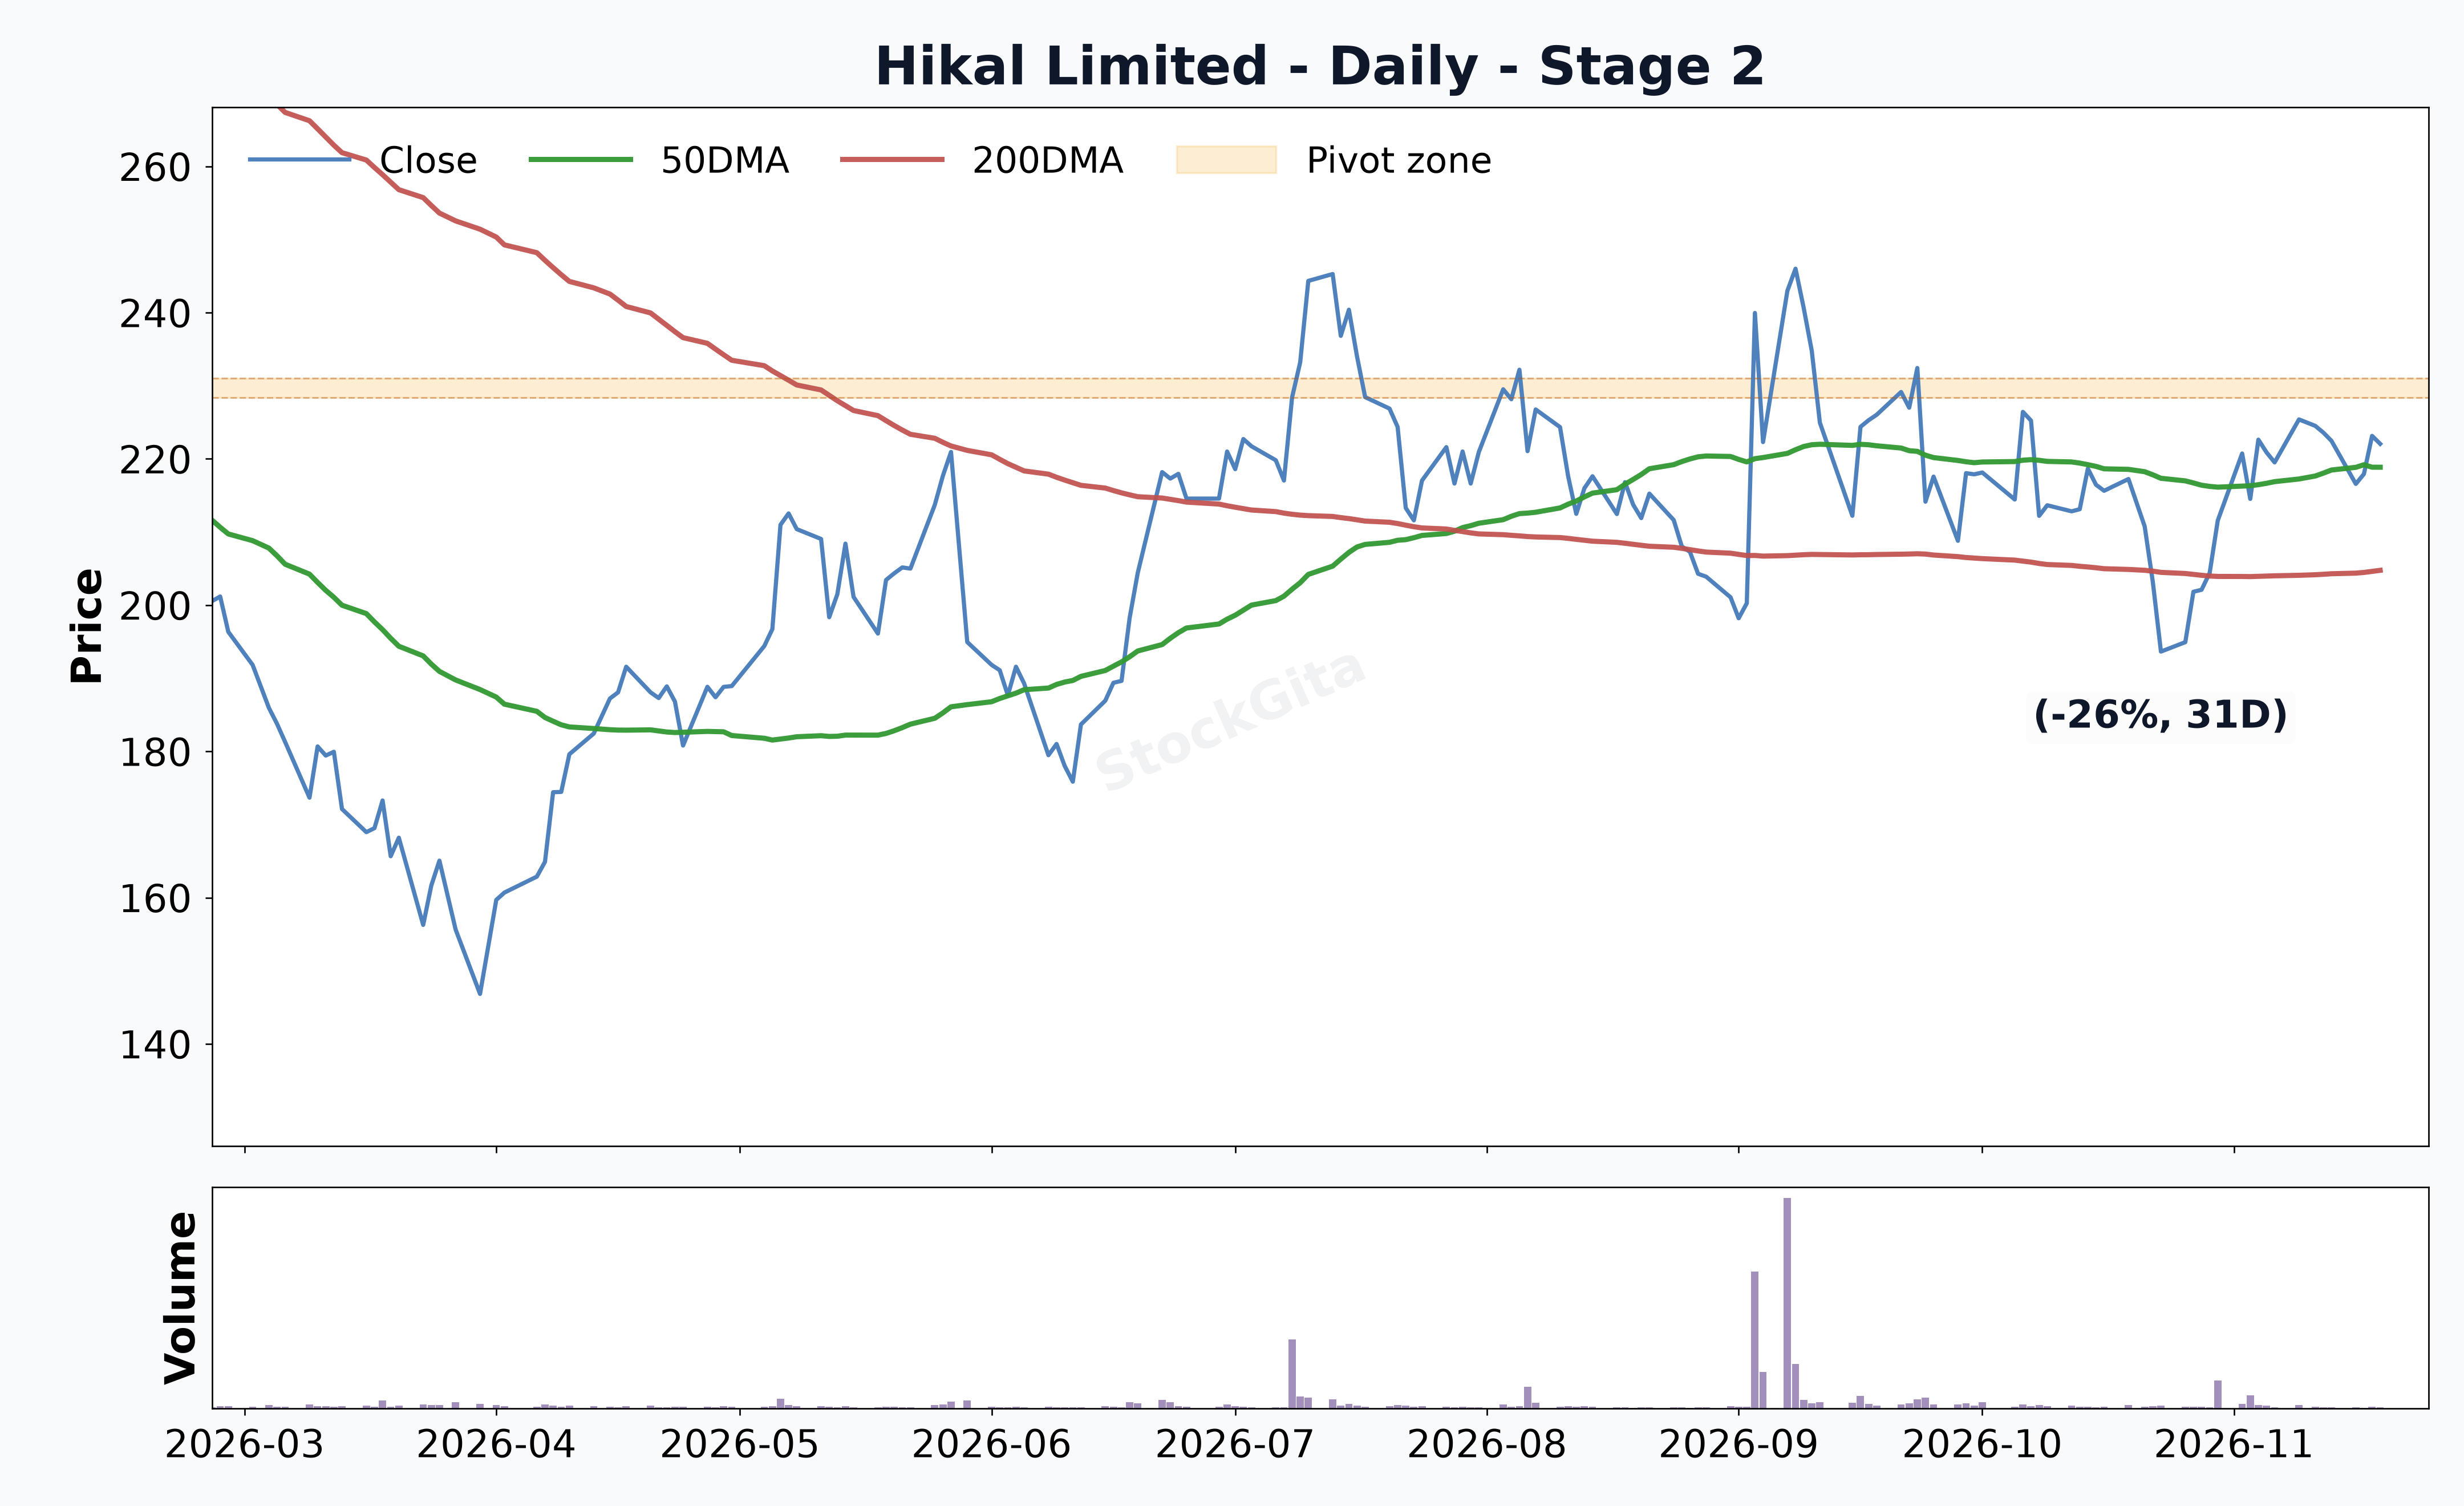 Hikal Limited - Daily - Stage 2
Close 50DMA 200DMA Pivot zone
260
240
220
200
180
160
140
Price
StockGita
(-26%, 31D)
Volume
2026-03 2026-04 2026-05 2026-06 2026-07 2026-08 2026-09 2026-10 2026-11